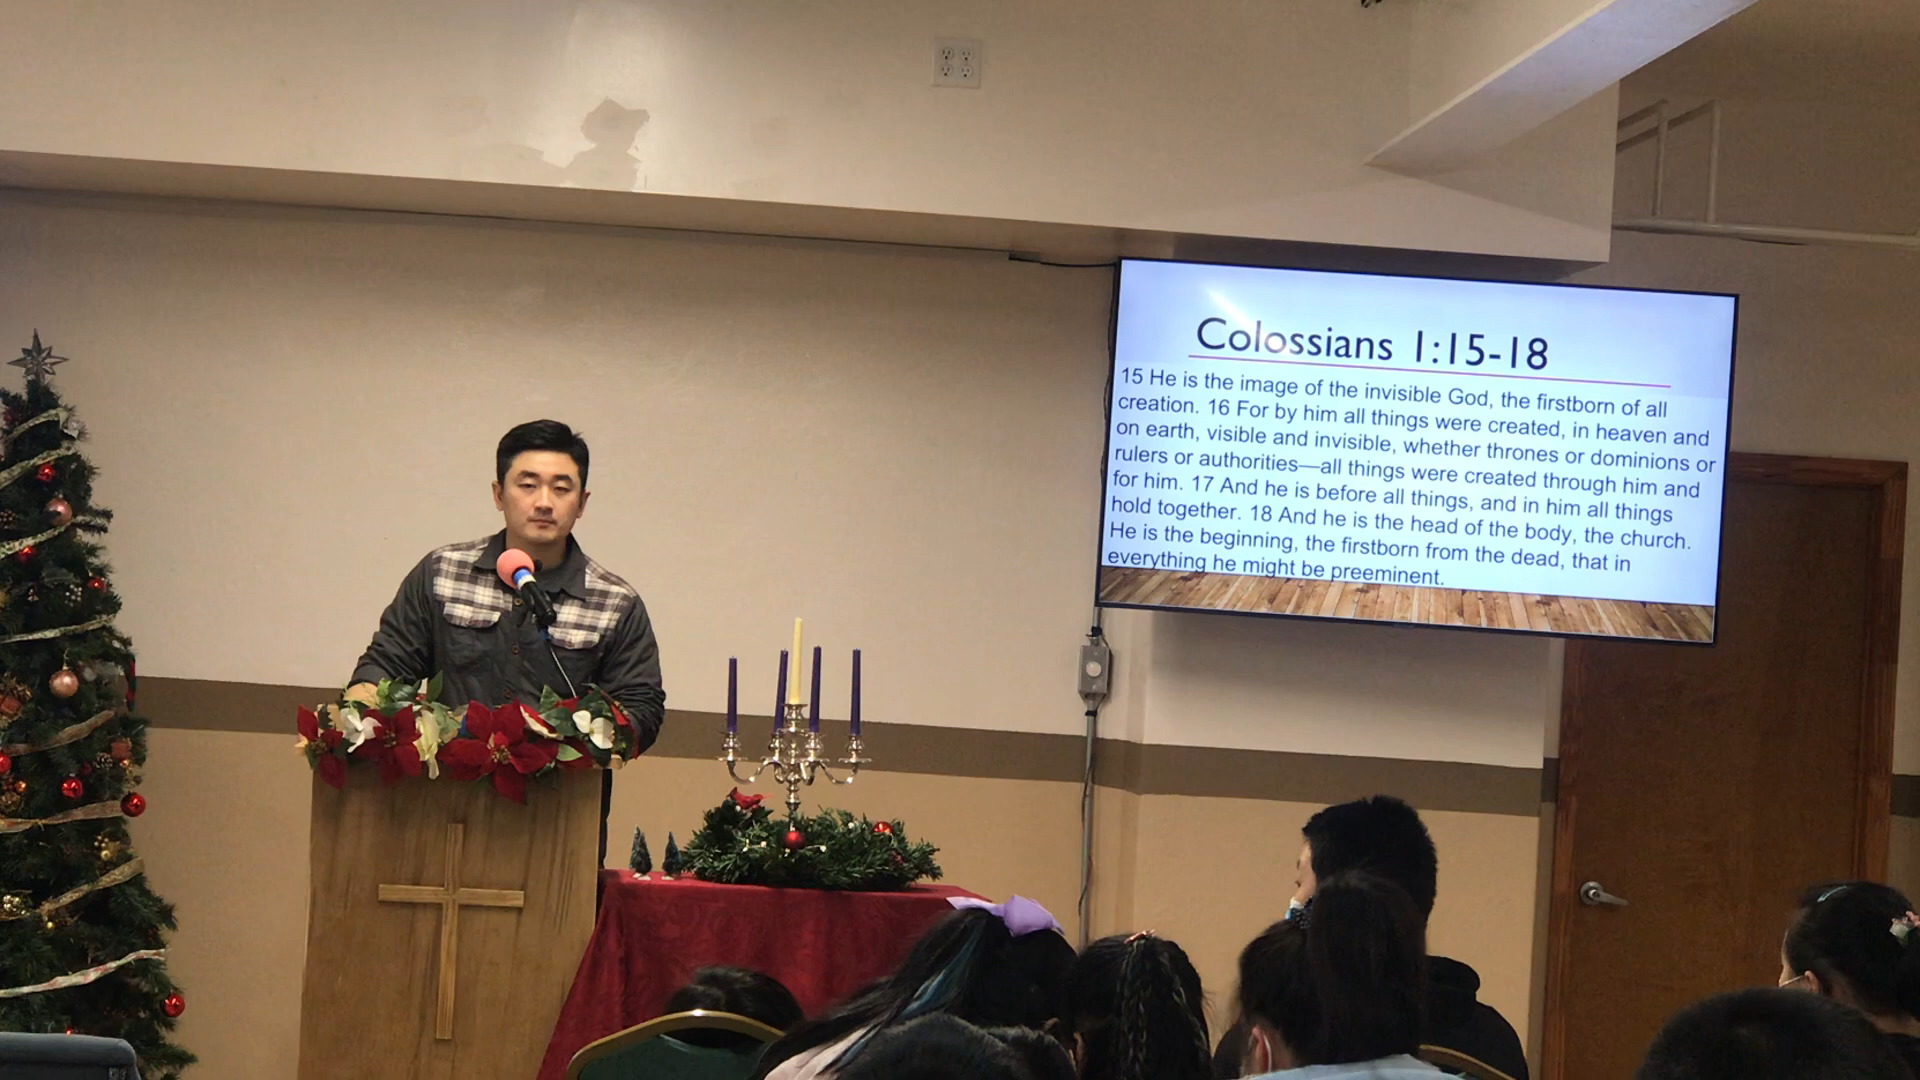 Colossians 1:15-18
15 He is the image of the invisible God, the firstborn of all
creation. 16 For by him all things were created, in heaven and
on earth, visible and invisible, whether thrones or dominions or
rulers or authorities—all things were created through him and
for him. 17 And he is before all things, and in him all things
hold together. 18 And he is the head of the body, the church.
He is the beginning, the firstborn from the dead, that in
everything he might be preeminent.